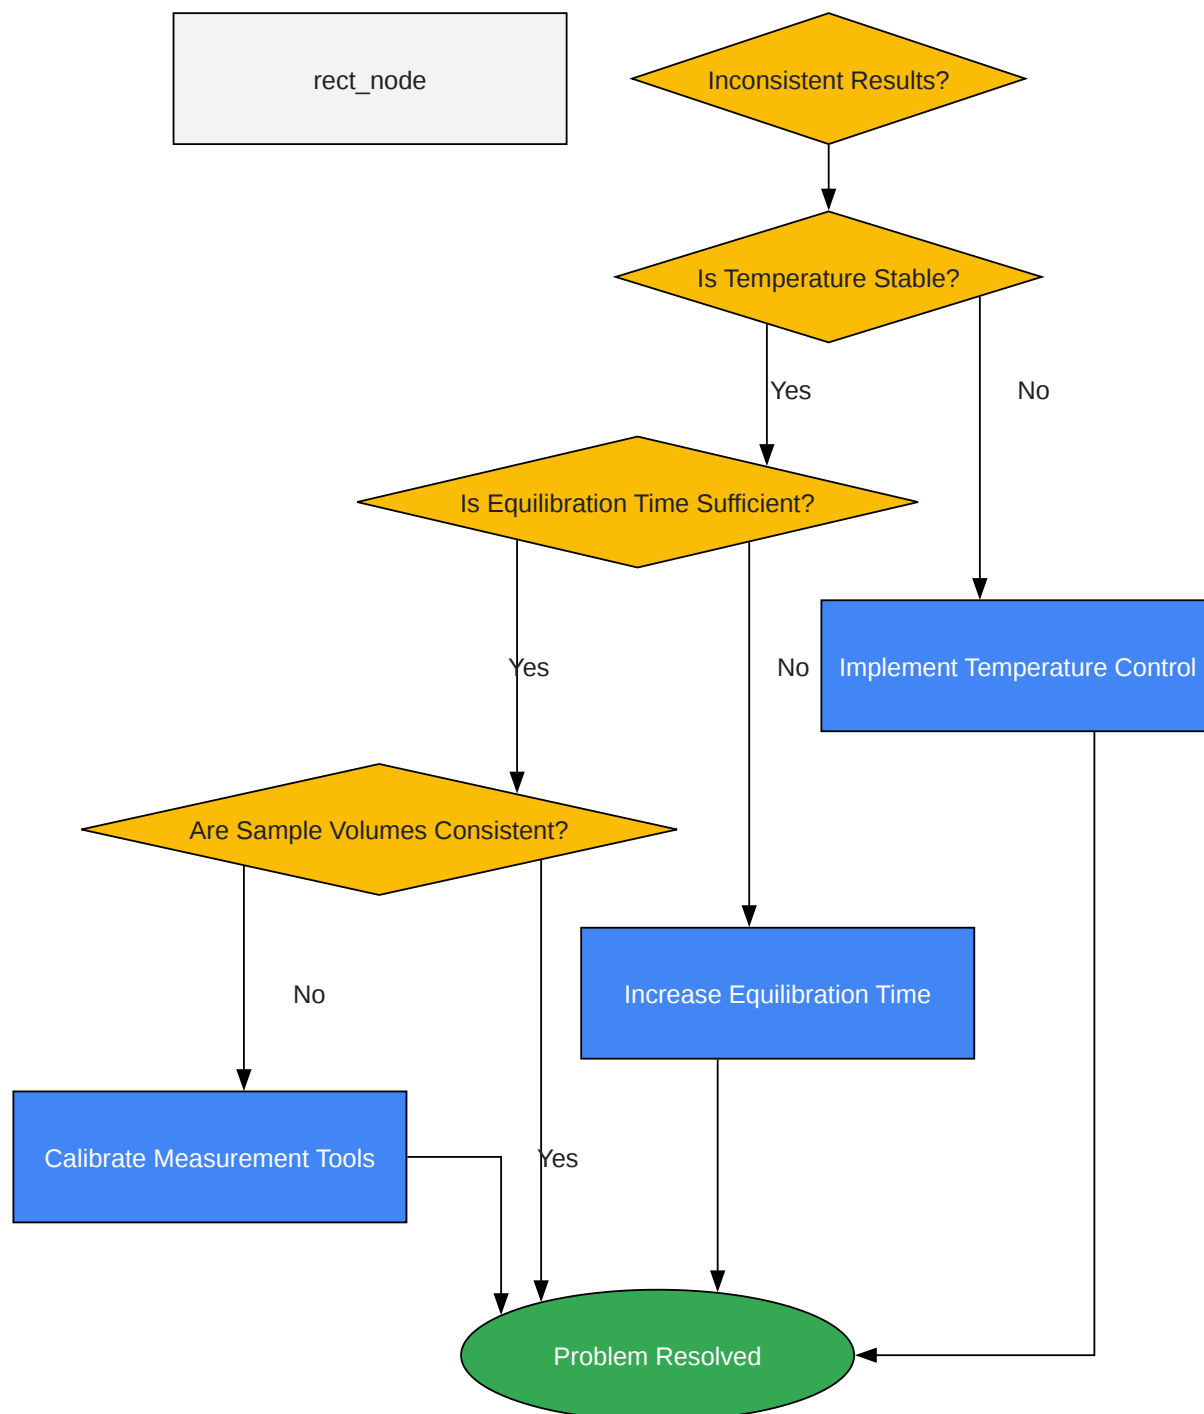 rect_node
Inconsistent Results?
Is Temperature Stable?
Yes
No
Is Equilibration Time Sufficient?
Yes
No
Implement Temperature Control
Are Sample Volumes Consistent?
No
Increase Equilibration Time
Calibrate Measurement Tools
Yes
Problem Resolved